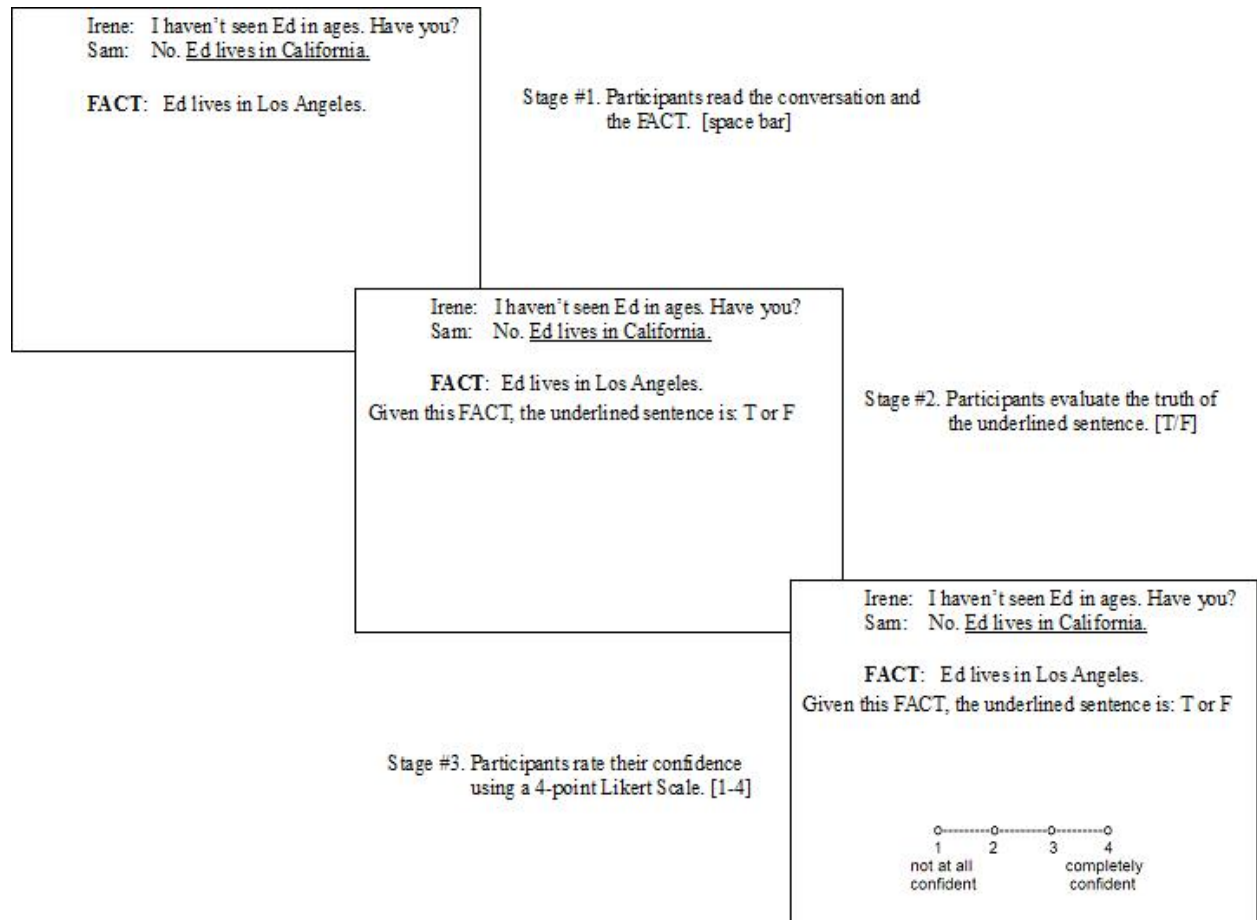 Irene: I haven't seen Ed in ages. Have you?
Sam: No. Ed lives in California.
FACT: Ed lives in Los Angeles.
Stage #1. Participants read the conversation and
the FACT. [space bar]
Irene: I haven't seen Ed in ages. Have you?
Sam: No. Ed lives in California.
FACT: Ed lives in Los Angeles.
Given this FACT, the underlined sentence is: T or F
Stage #2. Participants evaluate the truth of
the underlined sentence. [T/F]
Irene: I haven't seen Ed in ages. Have you?
Sam: No. Ed lives in California.
FACT: Ed lives in Los Angeles.
Given this FACT, the underlined sentence is: T or F
Stage #3. Participants rate their confidence
using a 4-point Likert Scale. [1-4]
1 2 3 4
not at all completely
confident confident